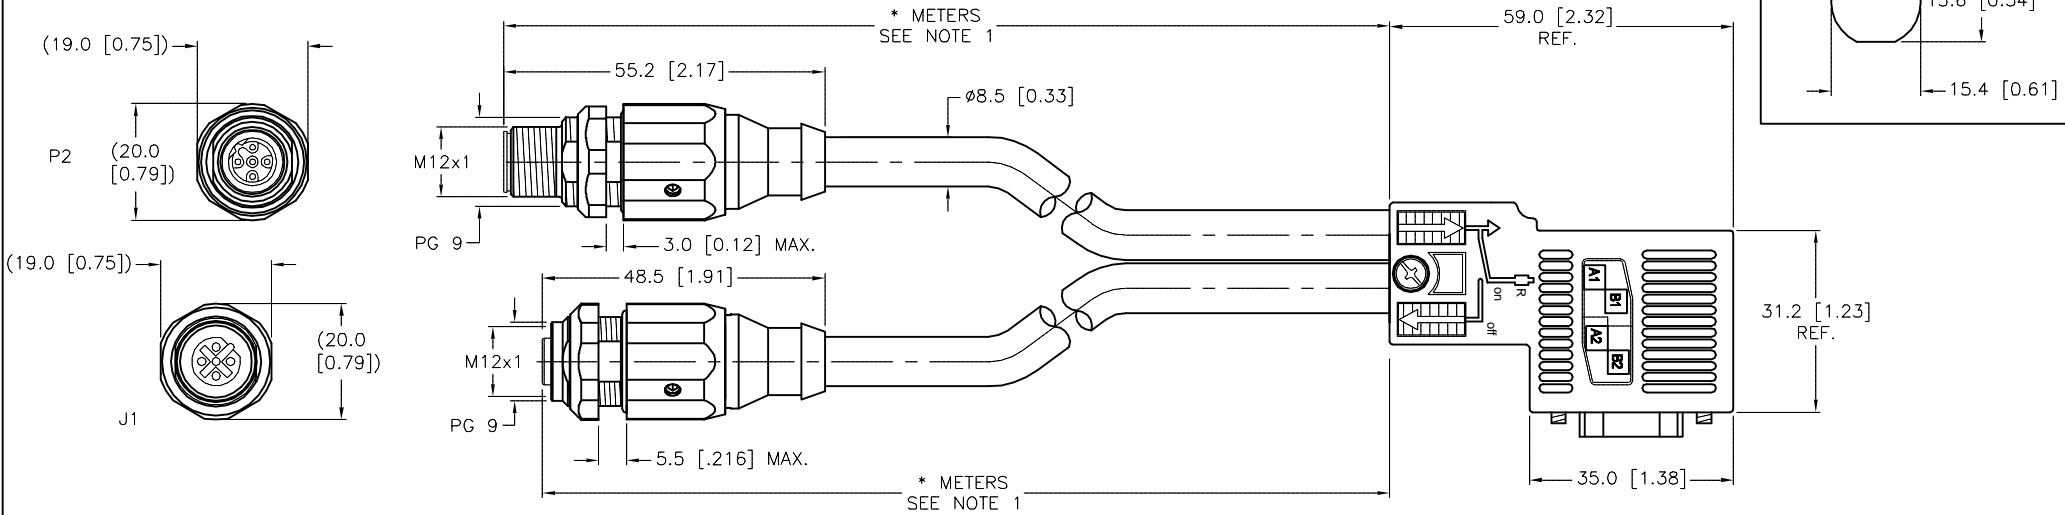 * METERS
SEE NOTE 1
59.0 [2.32]
REF.
15.4 [0.61]
(19.0 [0.75])
55.2 [2.17]
ø8.5 [0.33]
P2
(20.0
[0.79])
M12x1
PG 9
3.0 [0.12] MAX.
(19.0 [0.75])
48.5 [1.91]
(20.0
[0.79])
M12x1
J1
PG 9
5.5 [.216] MAX.
on
R
off
A1
B1
A2
B2
31.2 [1.23]
REF.
35.0 [1.38]
* METERS
SEE NOTE 1